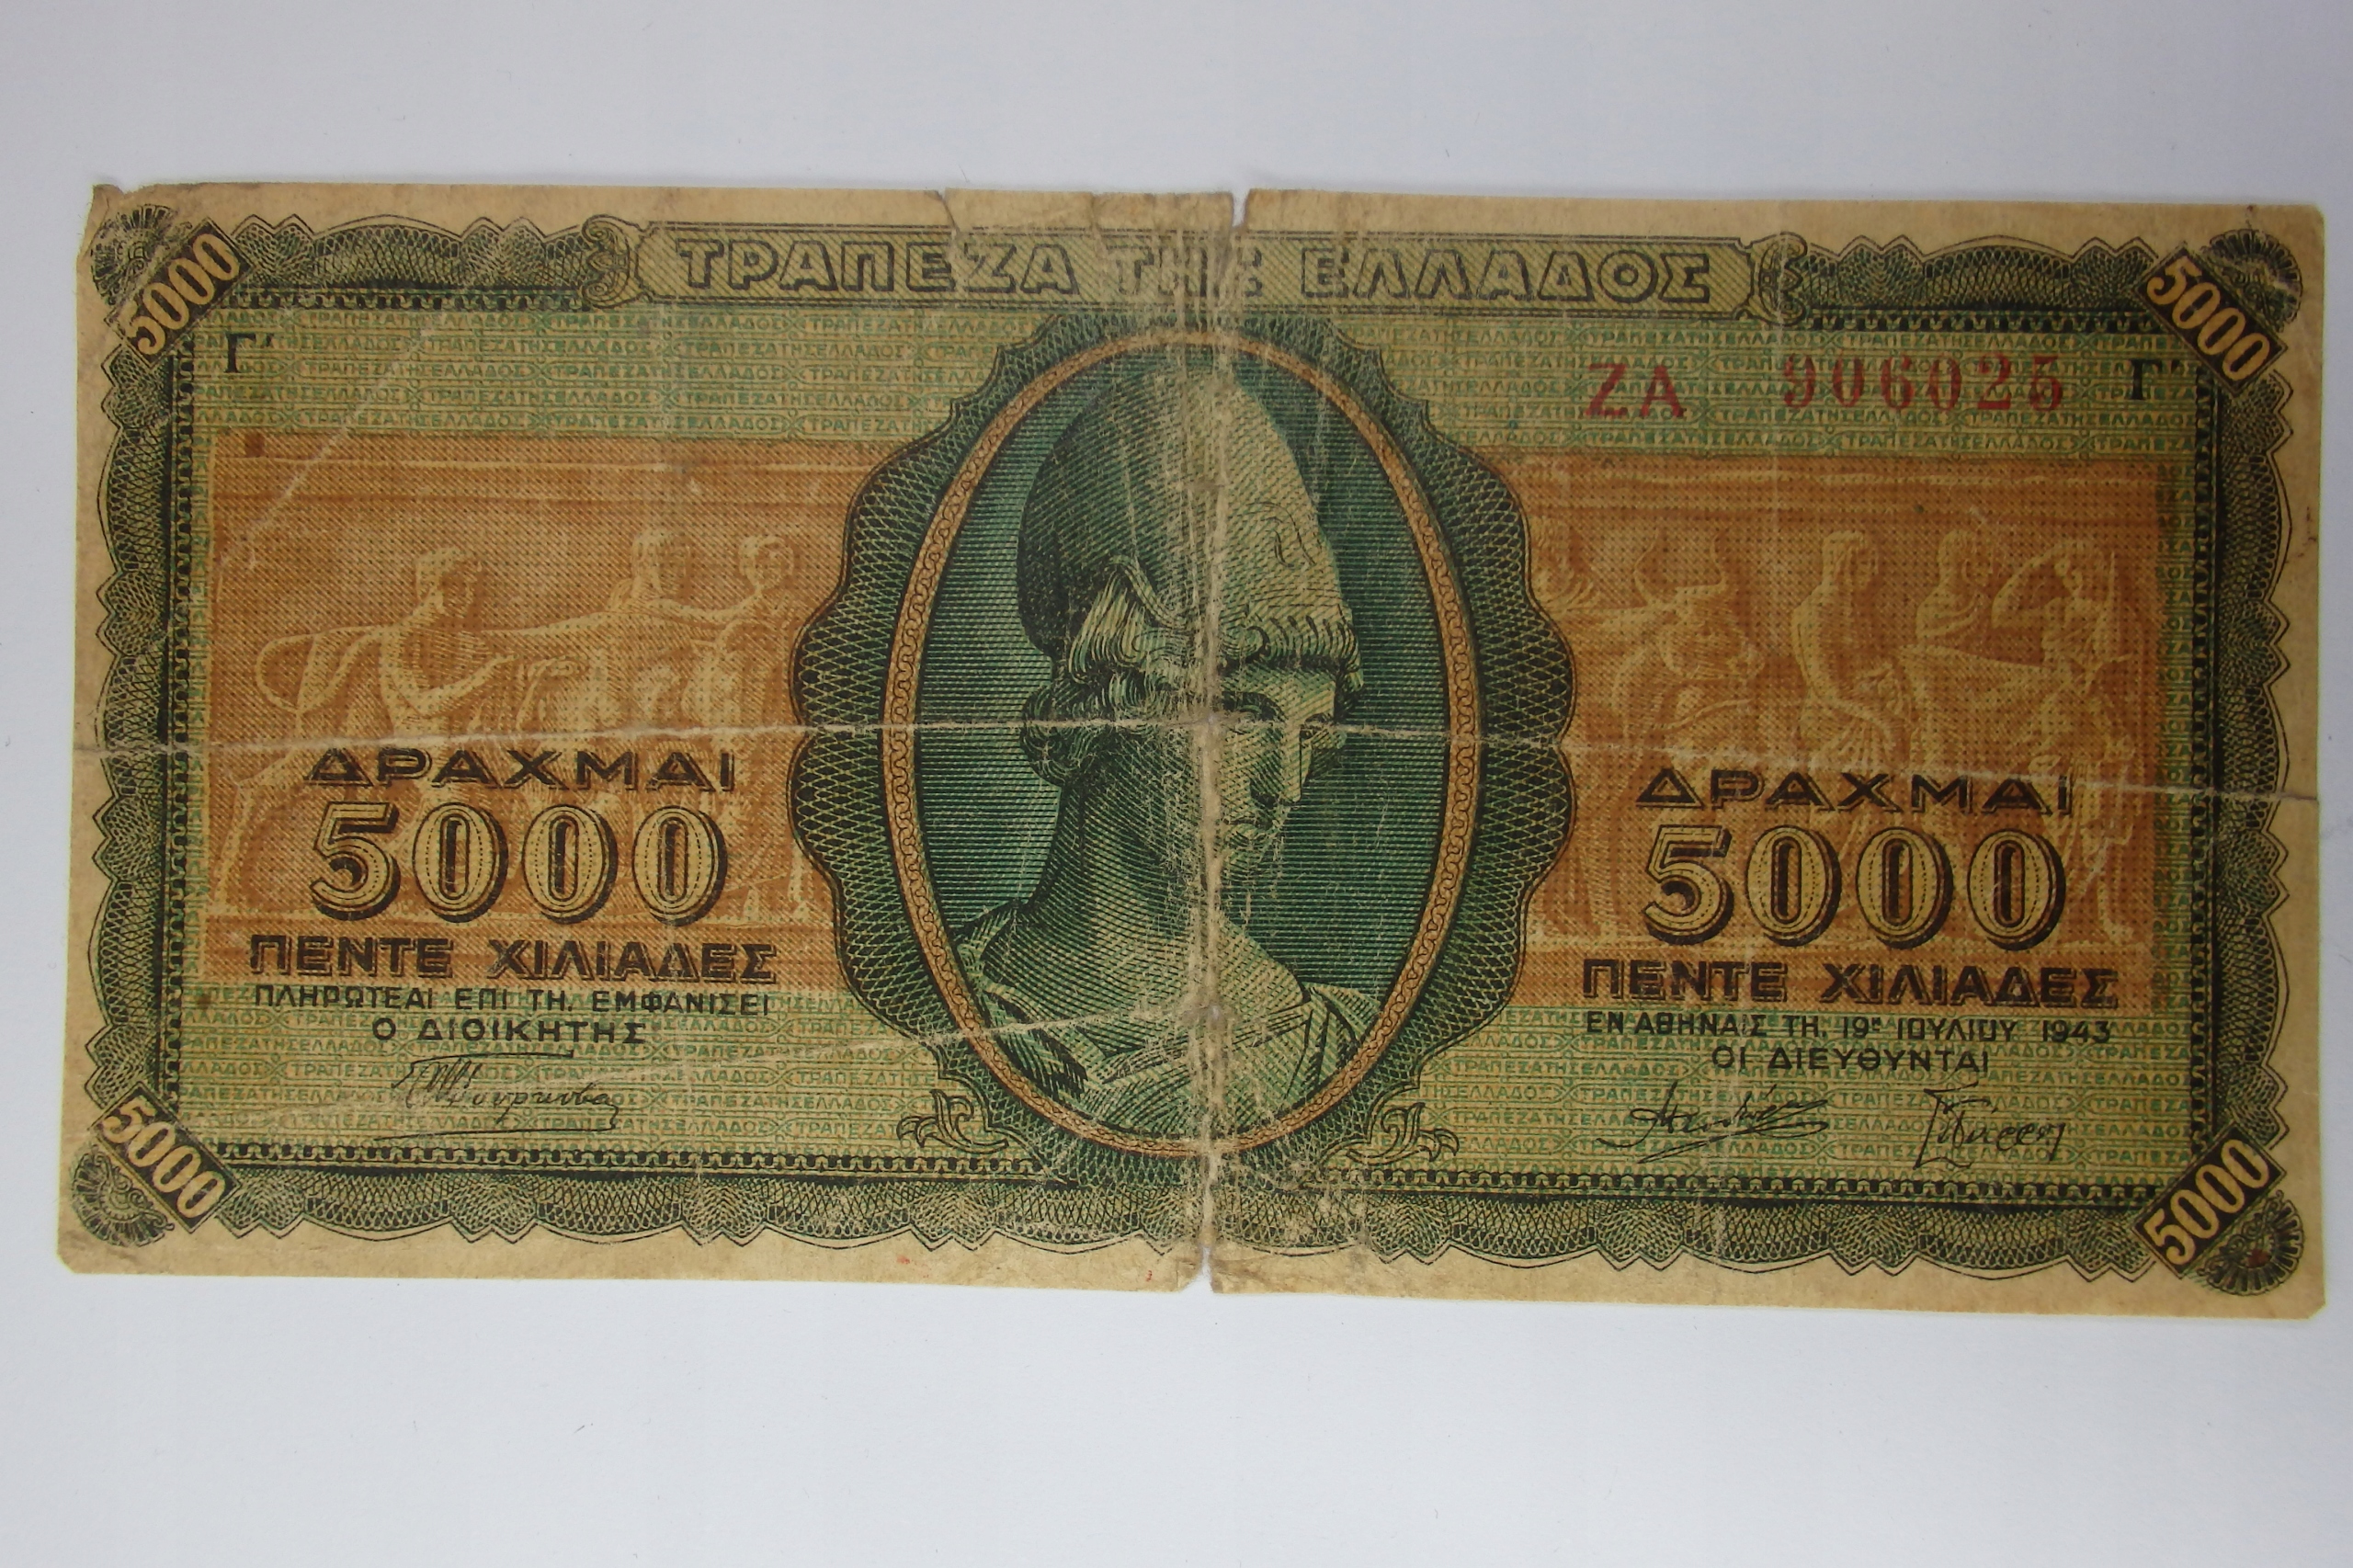 ΤΡΑΠΕΖΑ ΤΗΣ ΕΛΛΑΔΟΣ
5000
5000
Γ'
ΖΑ 906025 Γ'
ΔΡΑΧΜΑΙ
5000
ΠΕΝΤΕ ΧΙΛΙΑΔΕΣ
ΠΛΗΡΩΤΕΑΙ ΕΠΙ ΤΗ, ΕΜΦΑΝΙΣΕΙ
Ο ΔΙΟΙΚΗΤΗΣ
ΔΡΑΧΜΑΙ
5000
ΠΕΝΤΕ ΧΙΛΙΑΔΕΣ
ΕΝ ΑΘΗΝΑΙΣ ΤΗ, 19ῃ ΙΟΥΛΙΟΥ 1943
ΟΙ ΔΙΕΥΘΥΝΤΑΙ
5000
5000